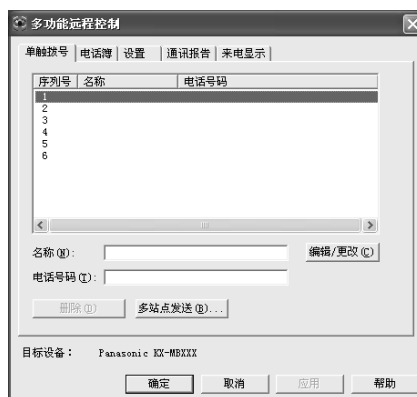 多功能远程控制
单触拨号 电话簿 设置 通讯报告 来电显示
序列号 名称 电话号码
1
2
3
4
5
6
名称(N):
编辑/更改(C)
电话号码(T):
删除(D) 多站点发送(B)...
目标设备： Panasonic KX-MBXXX
确定 取消 应用 帮助